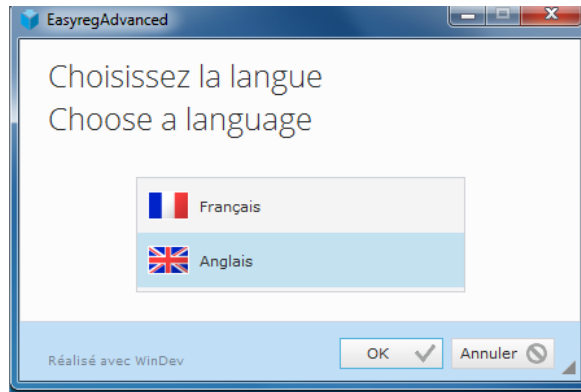 EasyregAdvanced
Choisissez la langue
Choose a language
Français
Anglais
Réalisé avec WinDev
OK
Annuler